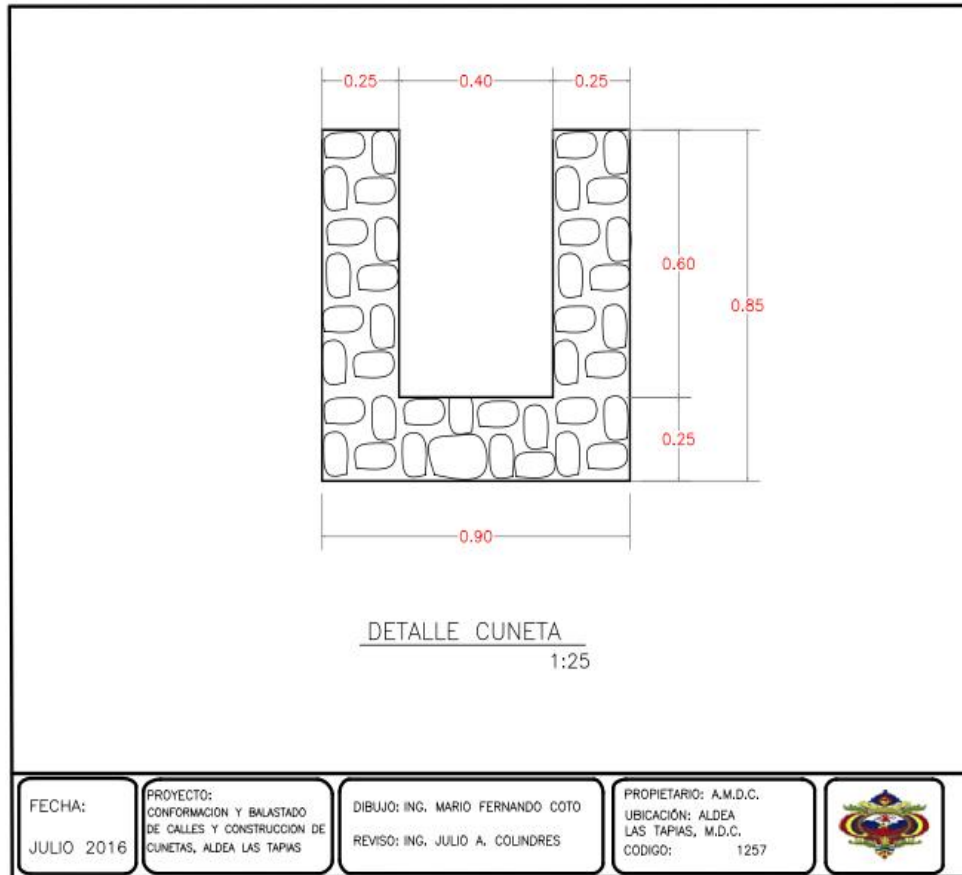 0.25 0.40 0.25
0.60
0.85
0.25
0.90
DETALLE CUNETA
1:25
FECHA:
JULIO 2016
PROYECTO:
CONFORMACION Y BALASTADO
DE CALLES Y CONSTRUCCION DE
CUNETAS, ALDEA LAS TAPIAS
DIBUJO: ING. MARIO FERNANDO COTO
REVISO: ING. JULIO A. COLINDRES
PROPIETARIO: A.M.D.C.
UBICACIÓN: ALDEA
LAS TAPIAS, M.D.C.
CODIGO: 1257